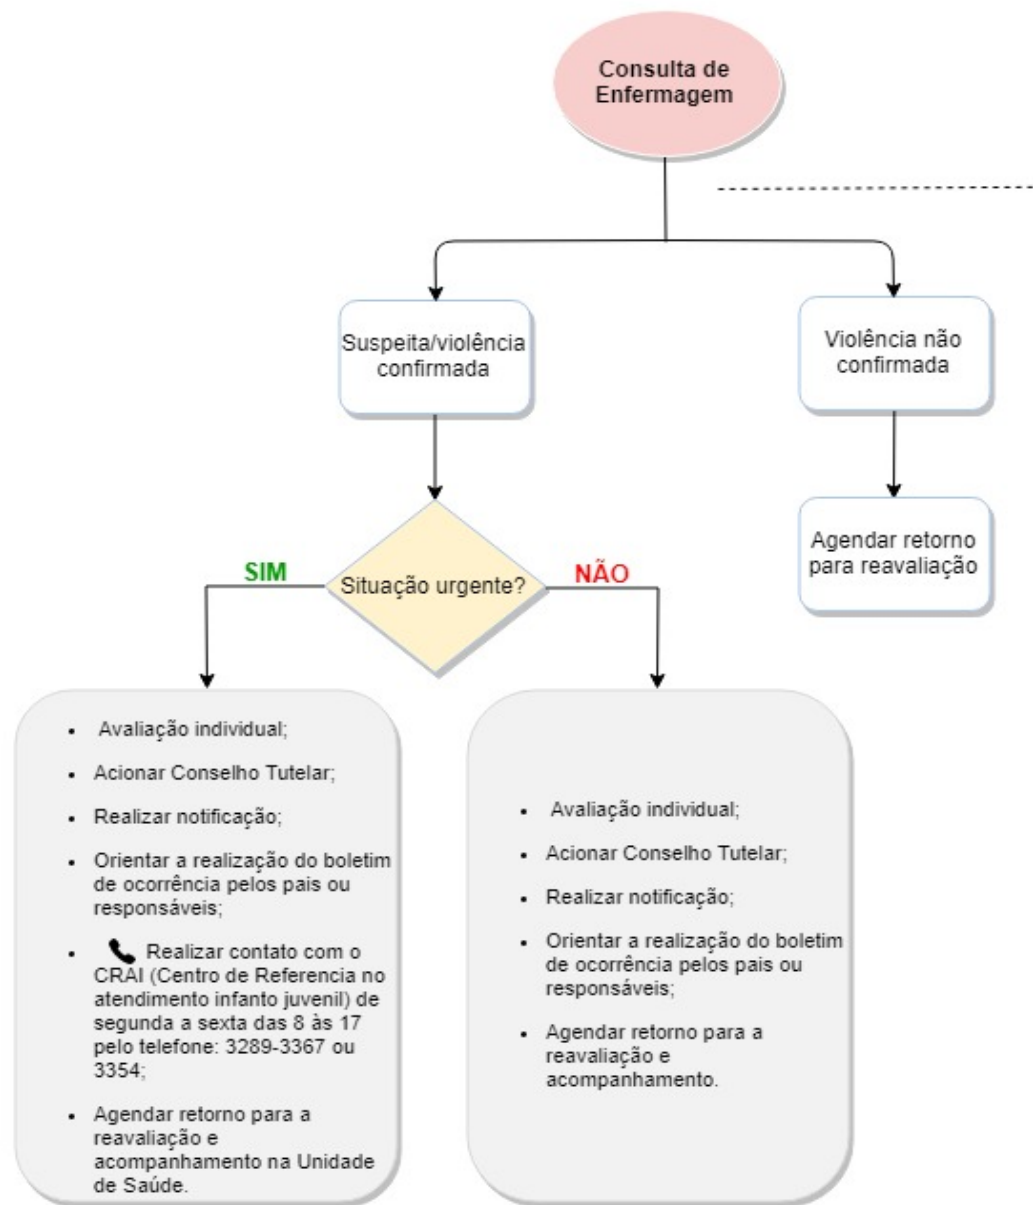 Consulta de
Enfermagem
Suspeita/violência
confirmada
Violência não
confirmada
Agendar retorno
para reavaliação
SIM
Situação urgente?
NÃO
• Avaliação individual;
• Acionar Conselho Tutelar;
• Realizar notificação;
• Orientar a realização do boletim
de ocorrência pelos pais ou
responsáveis;
• Realizar contato com o
CRAI (Centro de Referencia no
atendimento infanto juvenil) de
segunda a sexta das 8 às 17
pelo telefone: 3289-3367 ou
3354;
• Agendar retorno para a
reavaliação e
acompanhamento na Unidade
de Saúde.
• Avaliação individual;
• Acionar Conselho Tutelar;
• Realizar notificação;
• Orientar a realização do boletim
de ocorrência pelos pais ou
responsáveis;
• Agendar retorno para a
reavaliação e
acompanhamento.